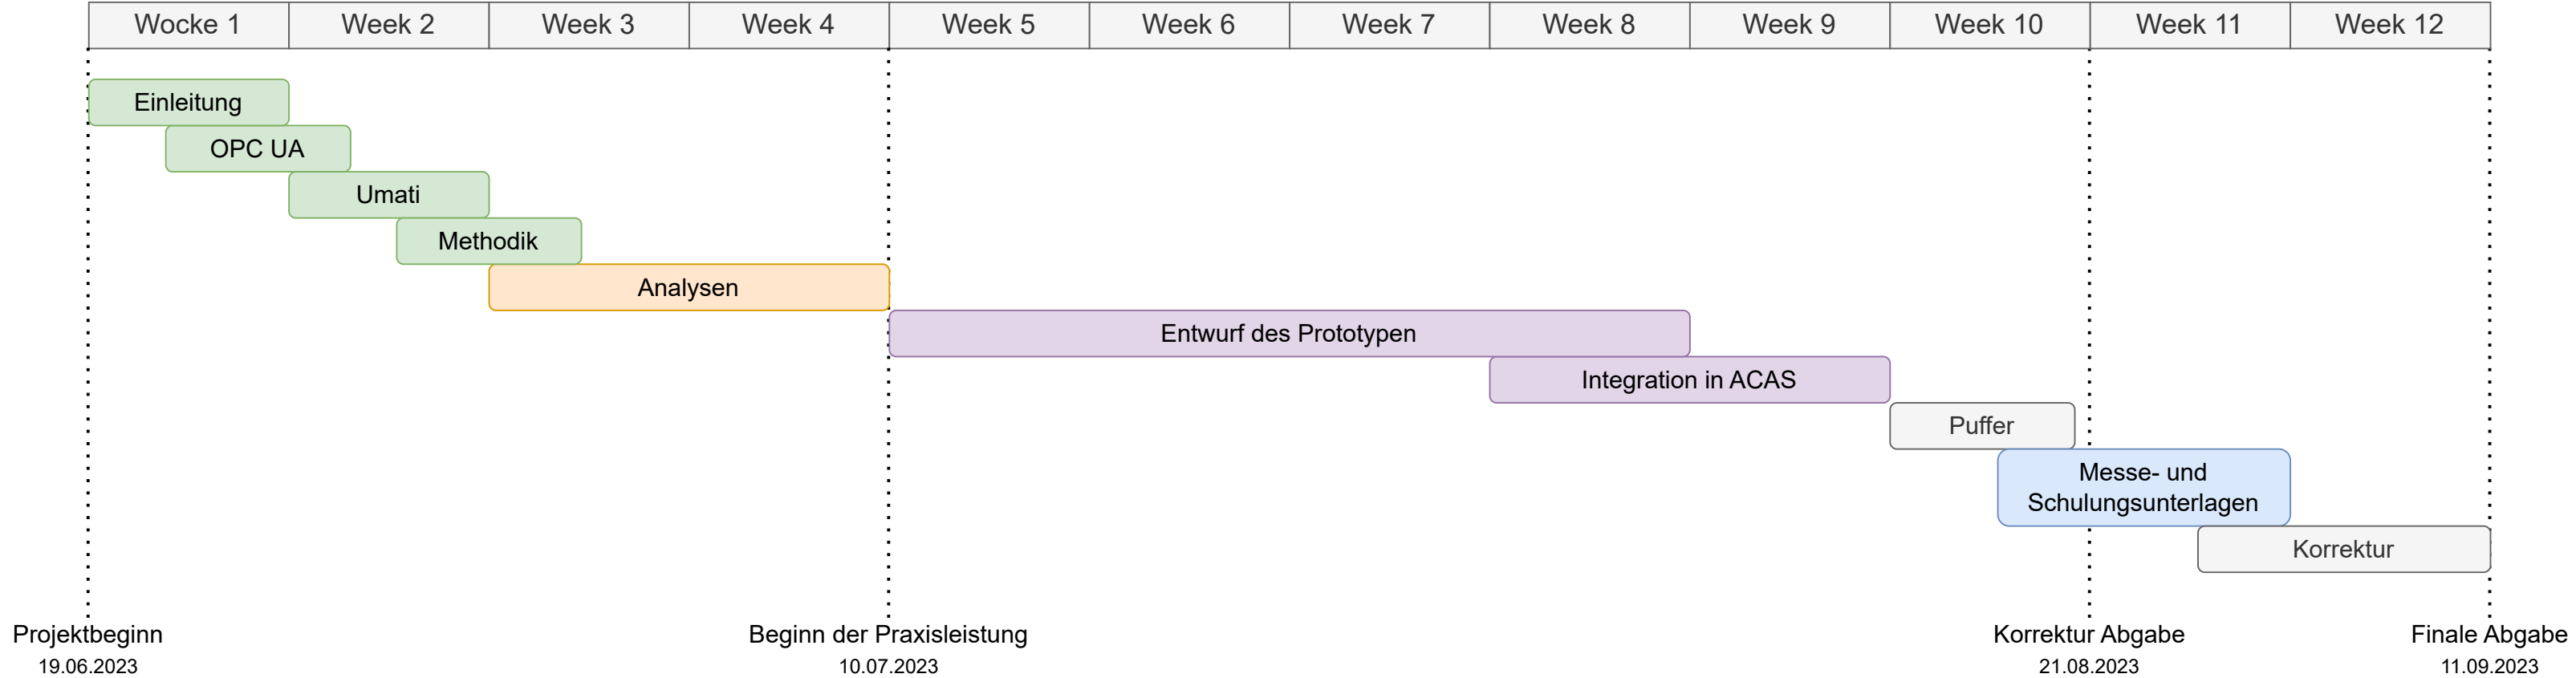 Wocke 1 Week 2 Week 3 Week 4 Week 5 Week 6 Week 7 Week 8 Week 9 Week 10 Week 11 Week 12
Einleitung
OPC UA
Umati
Methodik
Analysen
Entwurf des Prototypen
Integration in ACAS
Puffer
Messe- und
Schulungsunterlagen
Korrektur
Projektbeginn Beginn der Praxisleistung Korrektur Abgabe Finale Abgabe
19.06.2023 10.07.2023 21.08.2023 11.09.2023